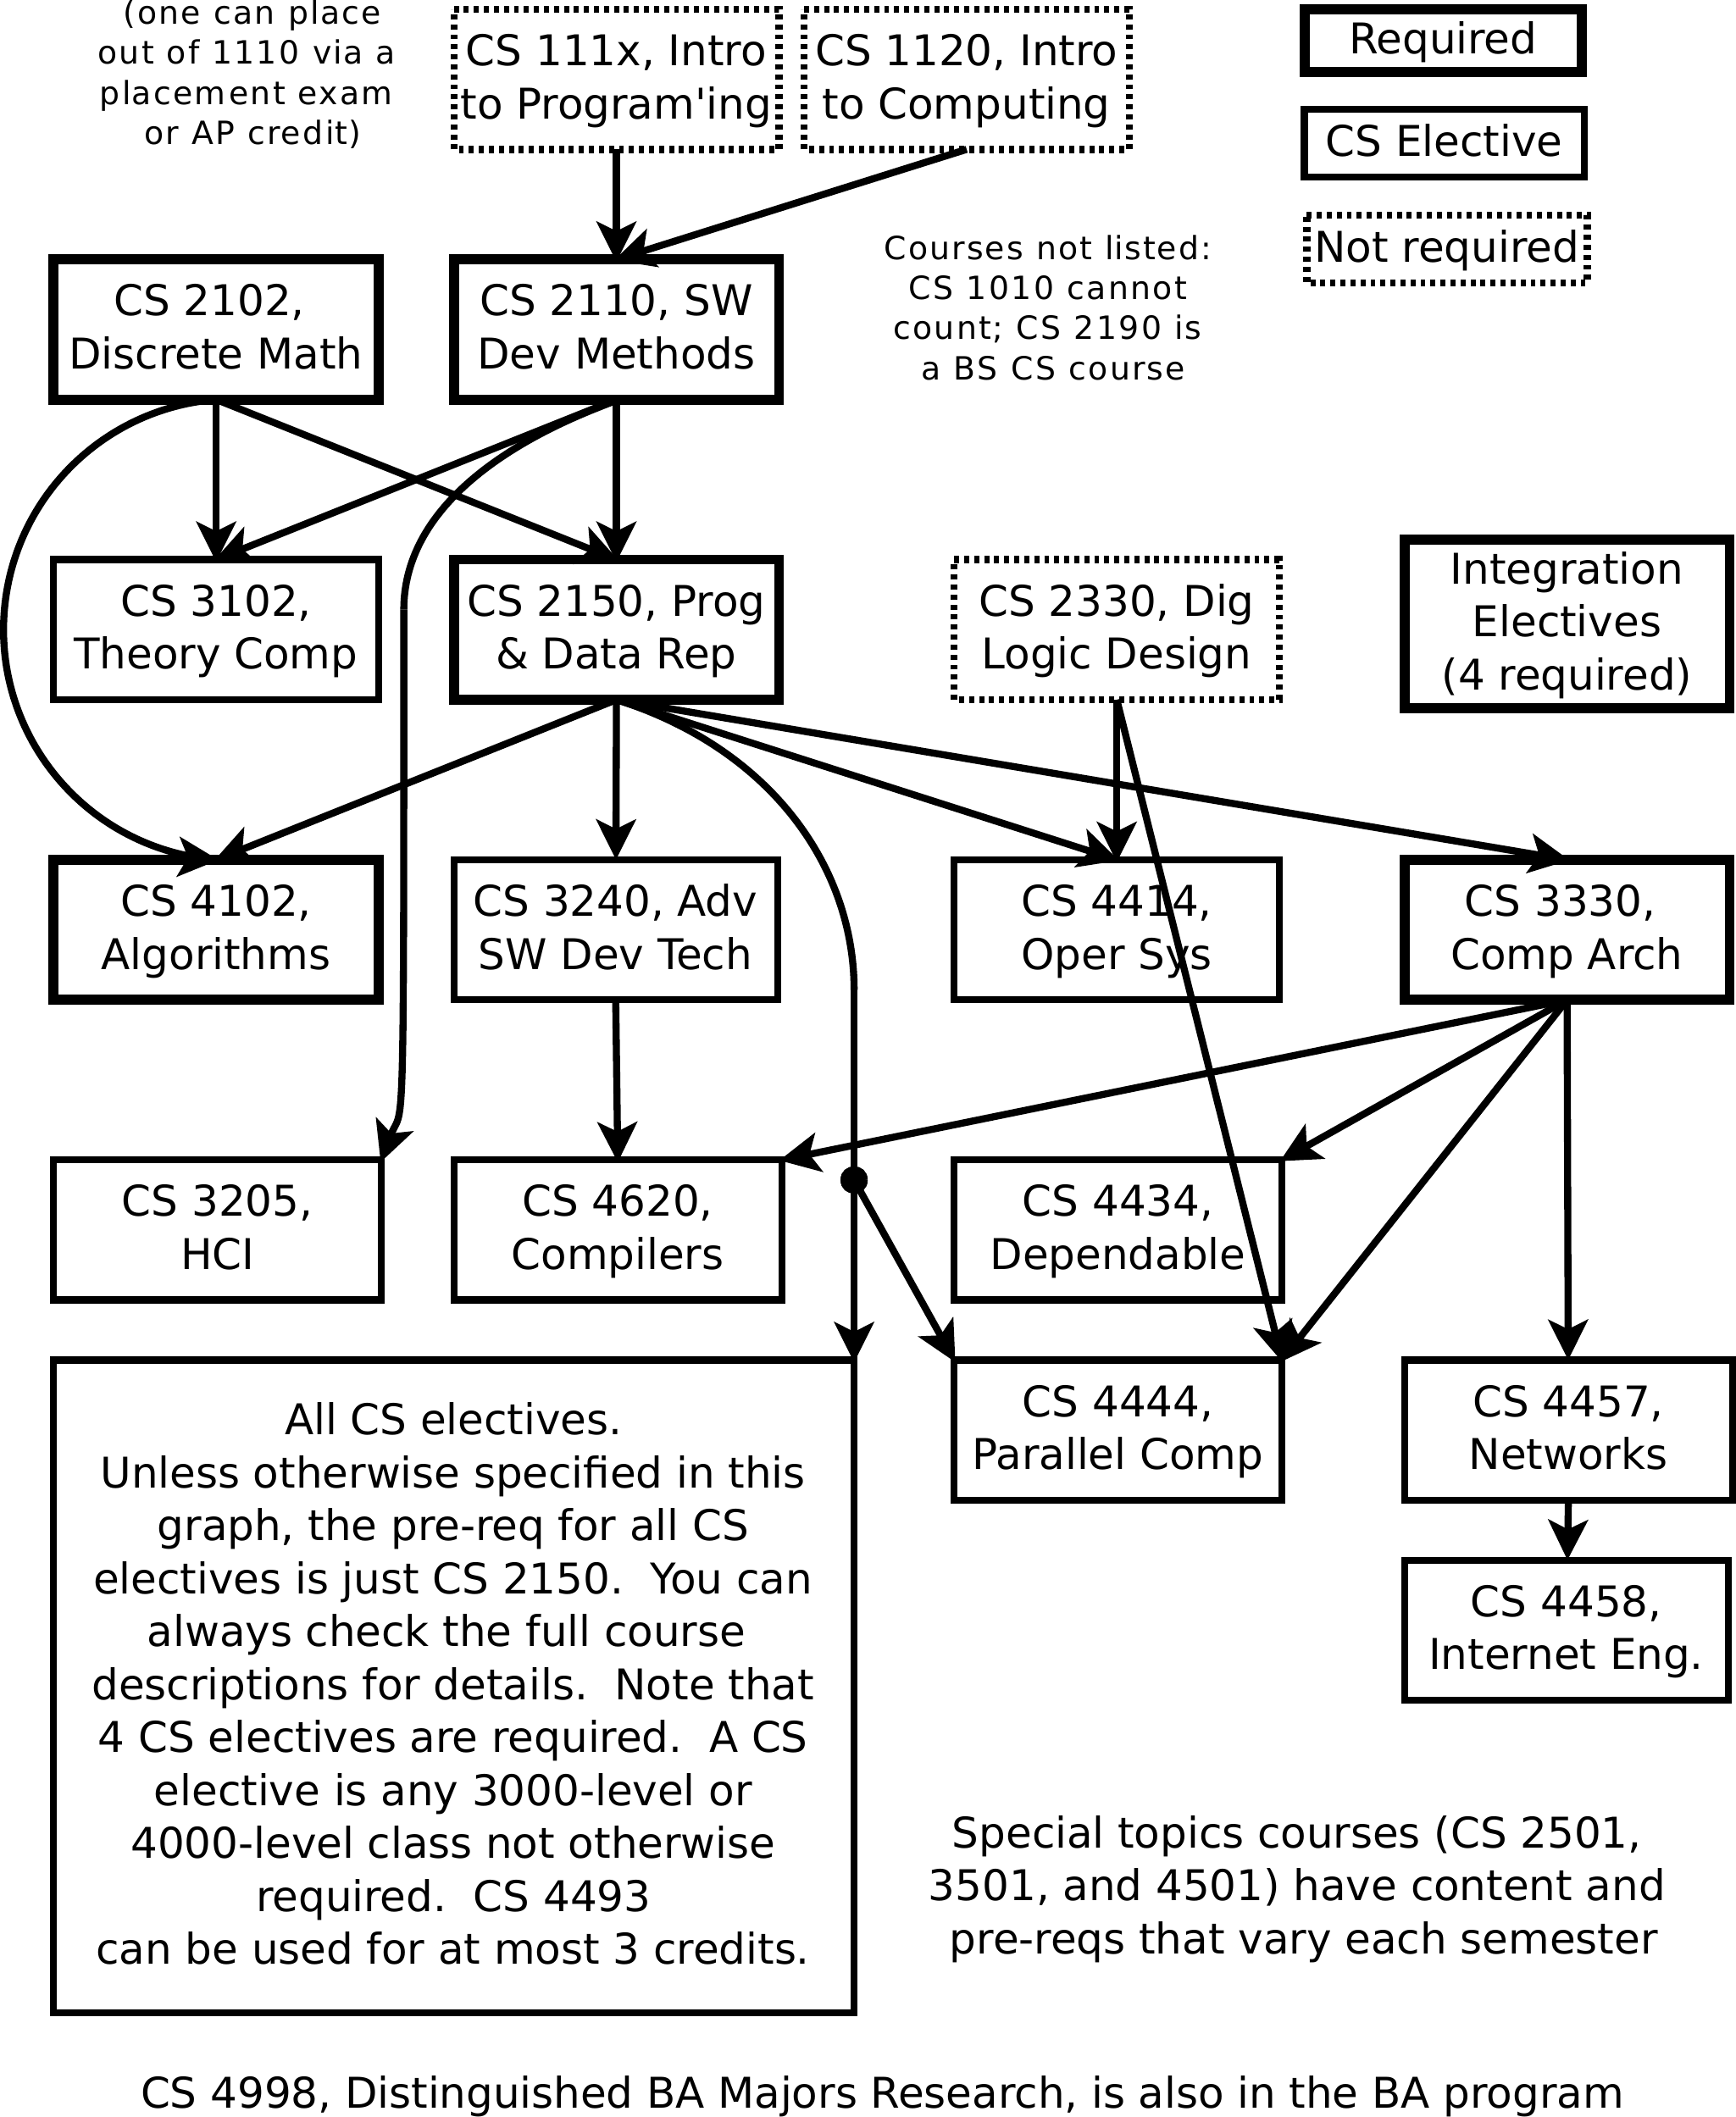 (one can place
out of 1110 via a
placement exam
or AP credit)
CS 111x, Intro
to Program'ing
CS 1120, Intro
to Computing
Required
CS Elective
Not required
Courses not listed:
CS 1010 cannot
count; CS 2190 is
a BS CS course
CS 2102,
Discrete Math
CS 2110, SW
Dev Methods
CS 3102,
Theory Comp
CS 2150, Prog
& Data Rep
CS 2330, Dig
Logic Design
Integration
Electives
(4 required)
CS 4102,
Algorithms
CS 3240, Adv
SW Dev Tech
CS 4414,
Oper Sys
CS 3330,
Comp Arch
CS 3205,
HCI
CS 4620,
Compilers
CS 4434,
Dependable
All CS electives.
Unless otherwise specified in this
graph, the pre-req for all CS
electives is just CS 2150.  You can
always check the full course
descriptions for details.  Note that
4 CS electives are required.  A CS
elective is any 3000-level or
4000-level class not otherwise
required.  CS 4493
can be used for at most 3 credits.
CS 4444,
Parallel Comp
CS 4457,
Networks
CS 4458,
Internet Eng.
Special topics courses (CS 2501,
3501, and 4501) have content and
pre-reqs that vary each semester
CS 4998, Distinguished BA Majors Research, is also in the BA program